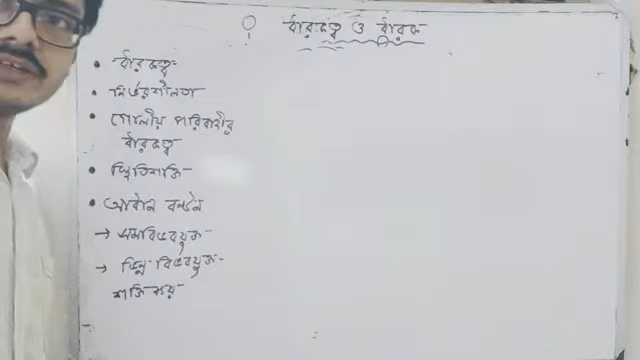 ধারকত্ব ও ধারক
ধারকত্ব
নির্ভরশীলতা
গোলীয় পরিবাহীর
ধারকত্ব
স্থিতিশক্তি
আধান বন্টন
→ সমবিভবযুক্ত
→ ভিন্ন বিভবযুক্ত
শক্তিক্ষয়